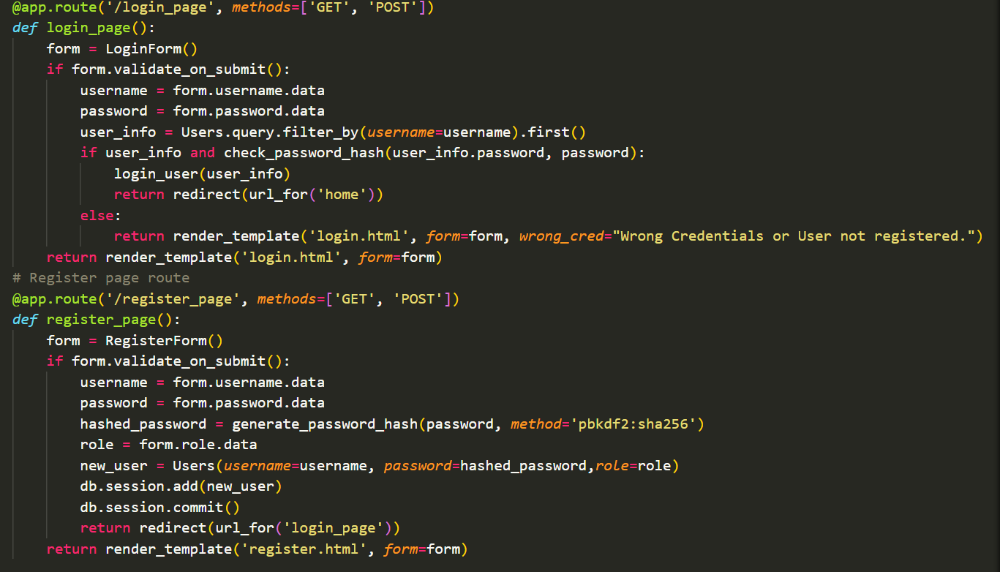 @app.route('/login_page', methods=['GET', 'POST'])
def login_page():
    form = LoginForm()
    if form.validate_on_submit():
        username = form.username.data
        password = form.password.data
        user_info = Users.query.filter_by(username=username).first()
        if user_info and check_password_hash(user_info.password, password):
            login_user(user_info)
            return redirect(url_for('home'))
        else:
            return render_template('login.html', form=form, wrong_cred="Wrong Credentials or User not registered.")
    return render_template('login.html', form=form)
# Register page route
@app.route('/register_page', methods=['GET', 'POST'])
def register_page():
    form = RegisterForm()
    if form.validate_on_submit():
        username = form.username.data
        password = form.password.data
        hashed_password = generate_password_hash(password, method='pbkdf2:sha256')
        role = form.role.data
        new_user = Users(username=username, password=hashed_password,role=role)
        db.session.add(new_user)
        db.session.commit()
        return redirect(url_for('login_page'))
    return render_template('register.html', form=form)